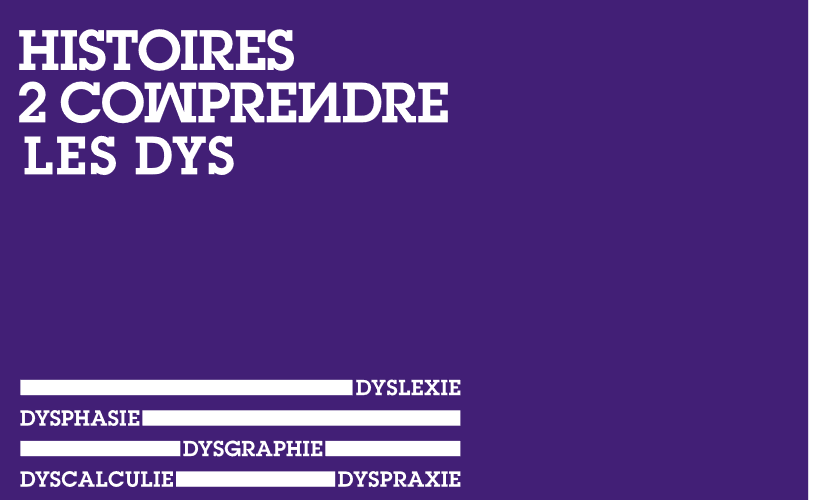 HISTOIRES
2 COMPRENDRE
LES DYS
DYSLEXIE
DYSPHASIE
DYSGRAPHIE
DYSCALCULIE DYSPRAXIE